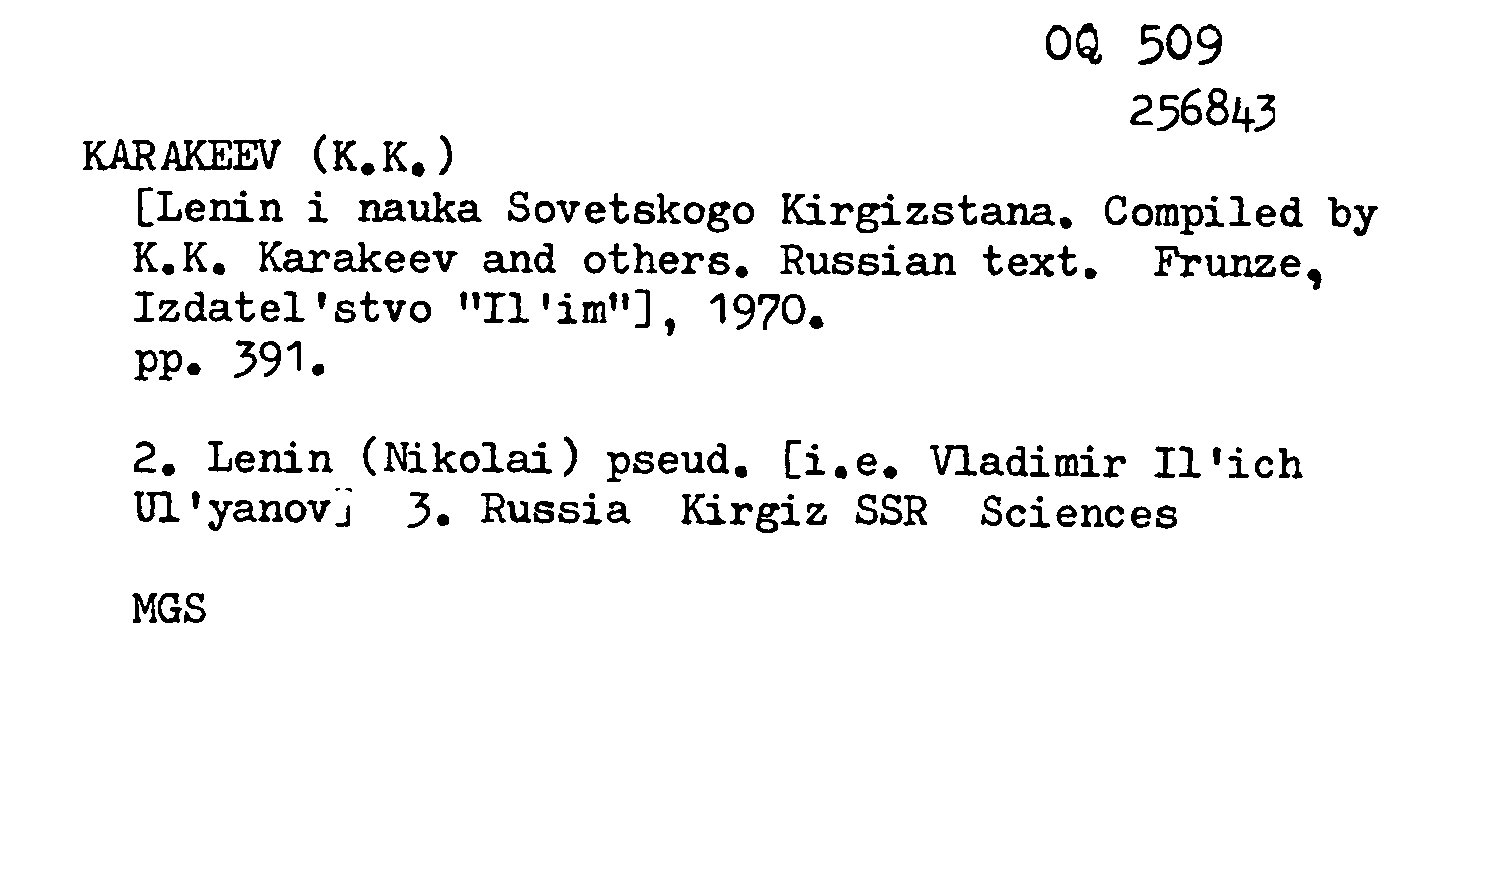 OQ 509
256843
KARAKEEV (K.K.)
[Lenin i nauka Sovetskogo Kirgizstana. Compiled by
K.K. Karakeev and others. Russian text. Frunze,
Izdatel'stvo "Il'im"], 1970.
pp. 391.
2. Lenin (Nikolai) pseud. [i.e. Vladimir Il'ich
Ul'yanov] 3. Russia Kirgiz SSR Sciences
MGS